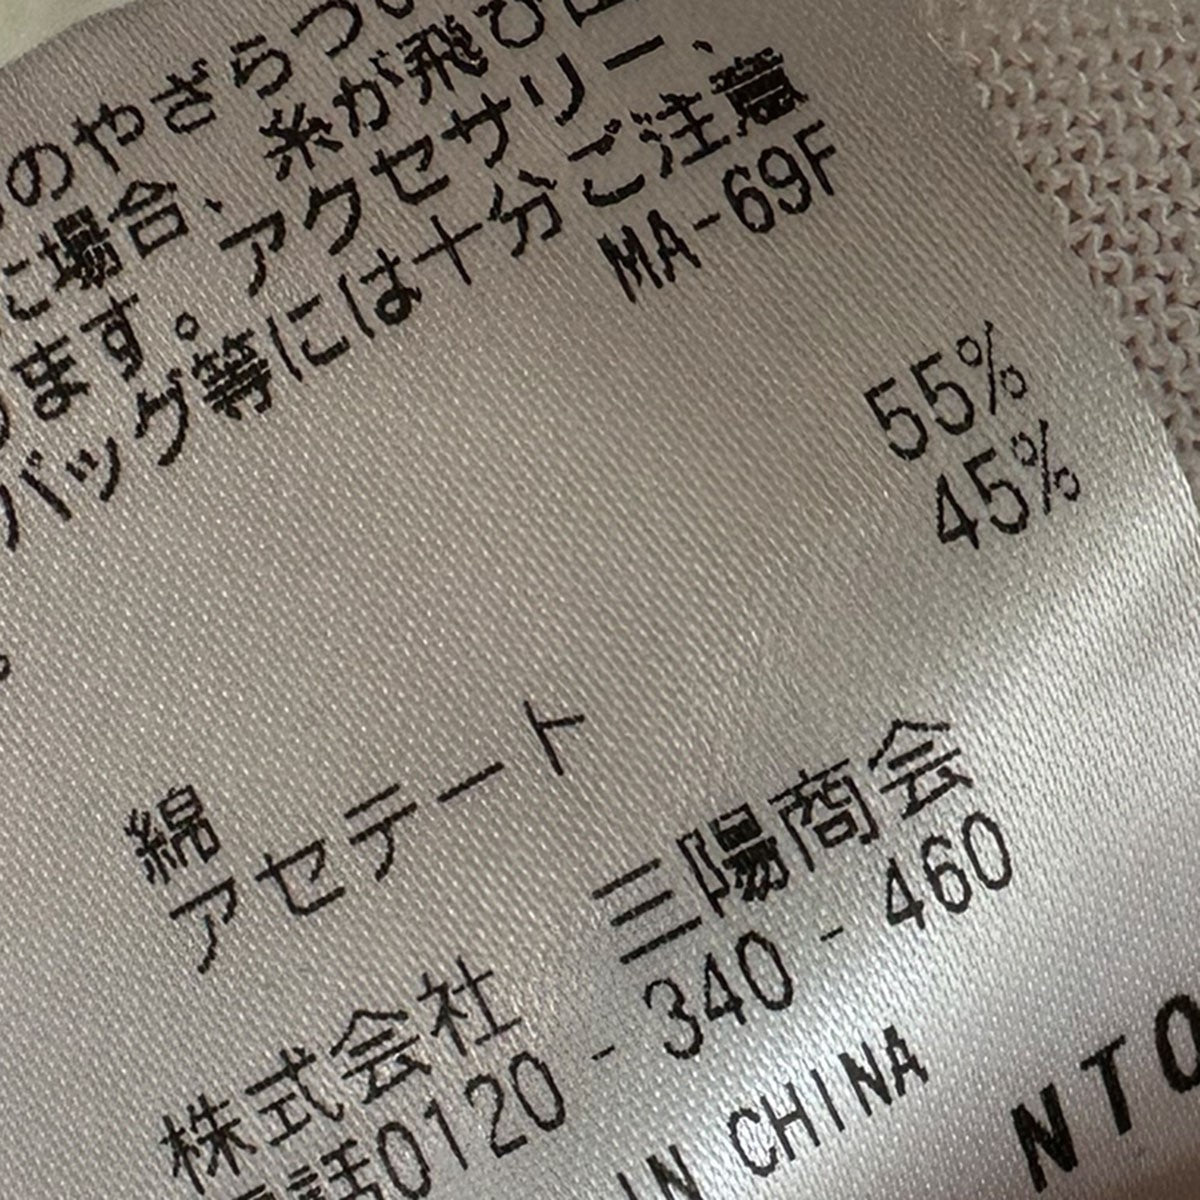 のやざらつ
場合、糸が飛び
ます。アクセサリー、
バッグ等には十分ご注意
MA-69F
綿 55%
アセテート 45%
株式会社 三陽商会
電話0120-340-460
IN CHINA
NTO